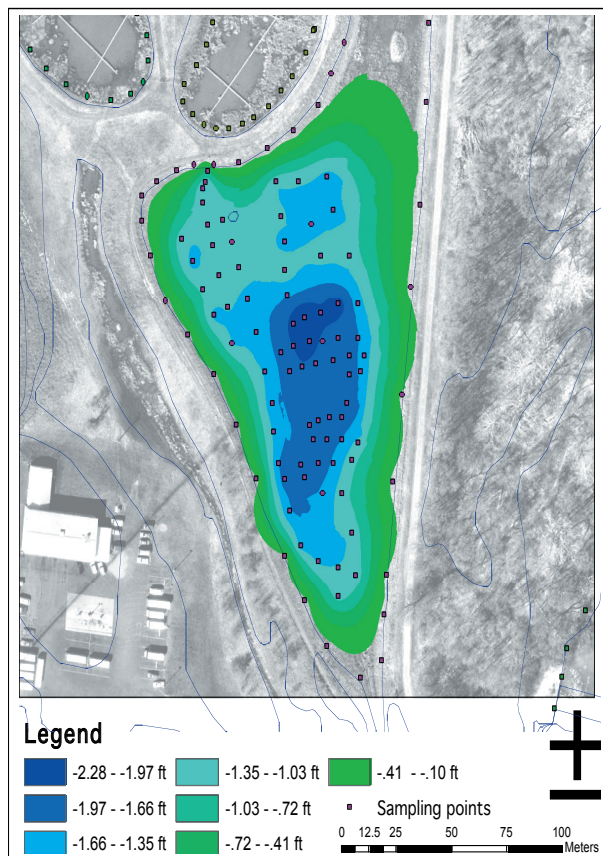 Legend
-2.28 - -1.97 ft
-1.97 - -1.66 ft
-1.66 - -1.35 ft
-1.35 - -1.03 ft
-1.03 - -.72 ft
-.72 - -.41 ft
-.41 - -.10 ft
Sampling points
0 12.5 25 50 75 100
Meters